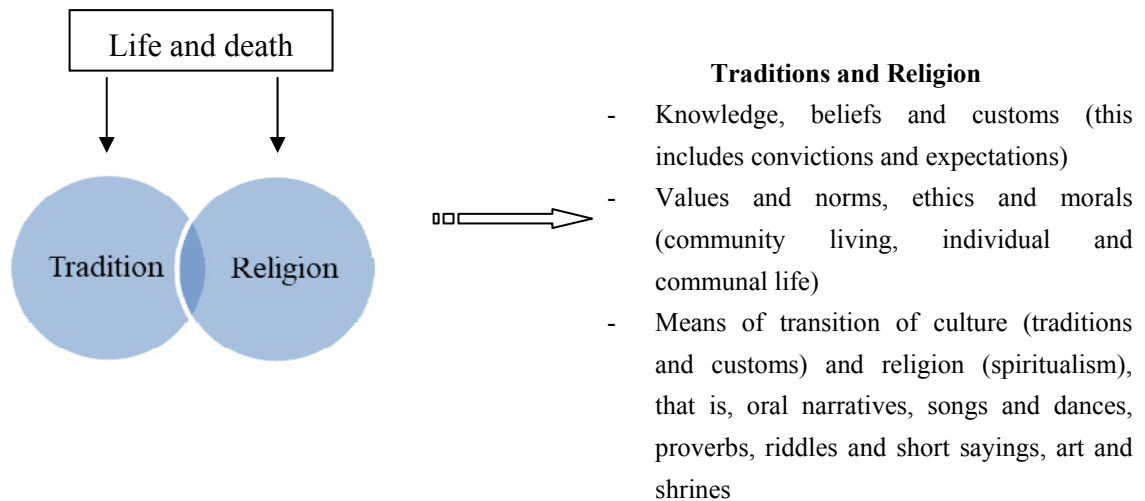 Life and death
Tradition
Religion
Traditions and Religion
- Knowledge, beliefs and customs (this
includes convictions and expectations)
- Values and norms, ethics and morals
(community living, individual and
communal life)
- Means of transition of culture (traditions
and customs) and religion (spiritualism),
that is, oral narratives, songs and dances,
proverbs, riddles and short sayings, art and
shrines